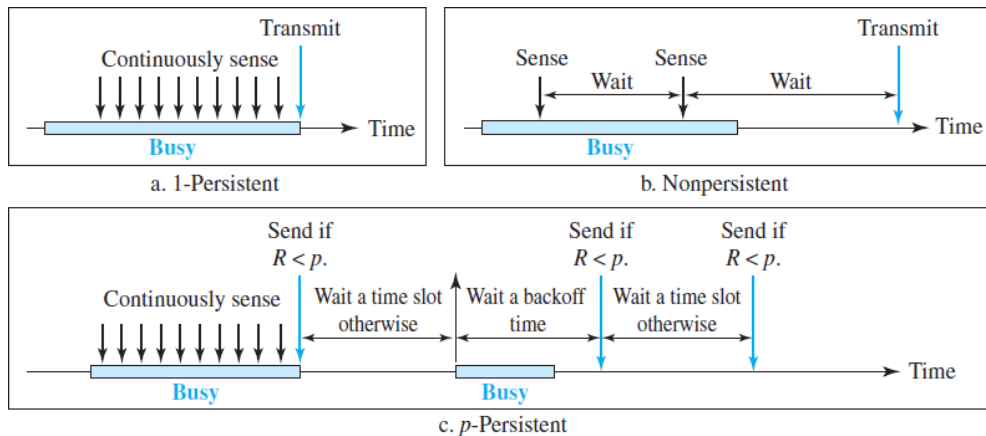 Transmit
Continuously sense
Time
Busy
a. 1-Persistent
Transmit
Sense
Sense
Wait
Wait
Time
Busy
b. Nonpersistent
Send if
R < p.
Send if
R < p.
Send if
R < p.
Continuously sense
Wait a time slot
otherwise
Wait a backoff
time
Wait a time slot
otherwise
Time
Busy
Busy
c. p-Persistent